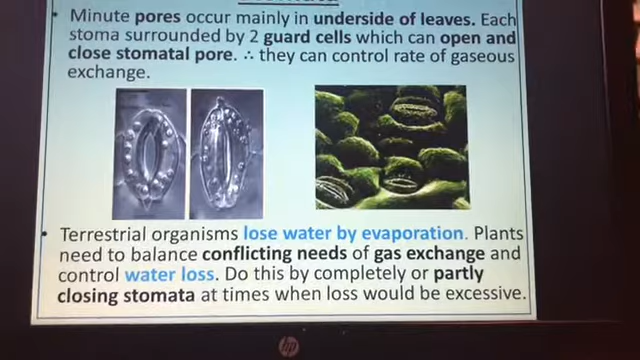 • Minute pores occur mainly in underside of leaves. Each
stoma surrounded by 2 guard cells which can open and
close stomatal pore. ∴ they can control rate of gaseous
exchange.
• Terrestrial organisms lose water by evaporation. Plants
need to balance conflicting needs of gas exchange and
control water loss. Do this by completely or partly
closing stomata at times when loss would be excessive.
hp